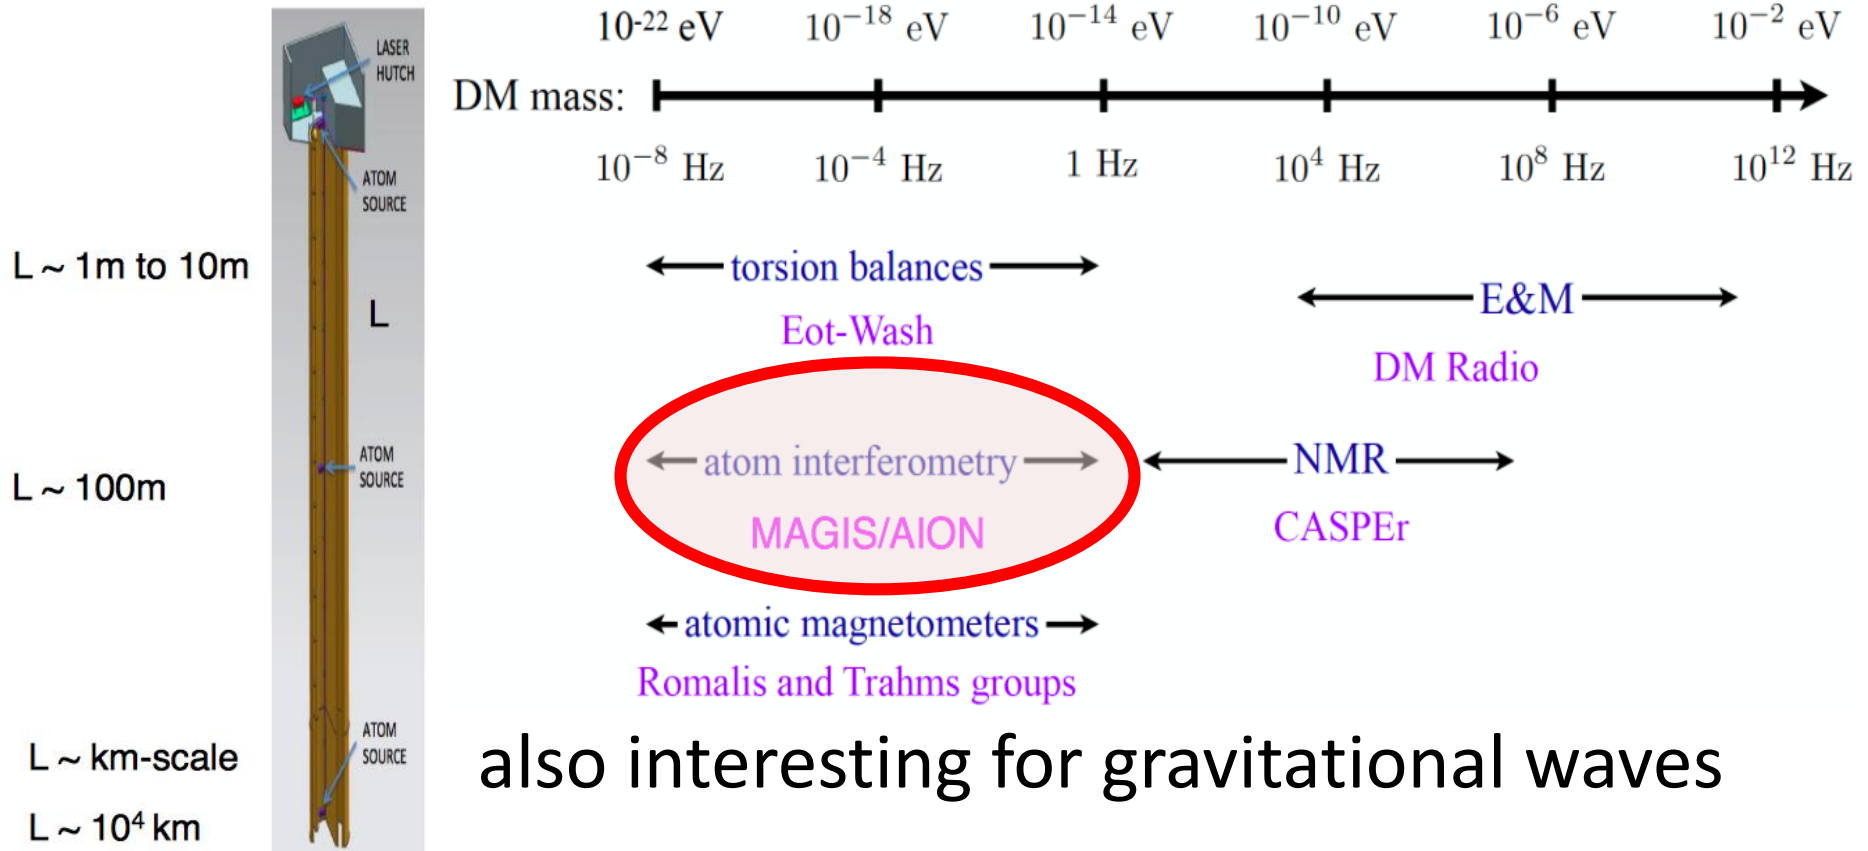 LASER
HUTCH
ATOM
SOURCE
L
ATOM
SOURCE
ATOM
SOURCE
L ~ 1m to 10m
L ~ 100m
L ~ km-scale
L ~ 10⁴ km
10-²² eV 10⁻¹⁸ eV 10⁻¹⁴ eV 10⁻¹⁰ eV 10⁻⁶ eV 10⁻² eV
DM mass:
10⁻⁸ Hz 10⁻⁴ Hz 1 Hz 10⁴ Hz 10⁸ Hz 10¹² Hz
torsion balances
Eot-Wash
E&M
DM Radio
atom interferometry
MAGIS/AION
NMR
CASPEr
atomic magnetometers
Romalis and Trahms groups
also interesting for gravitational waves